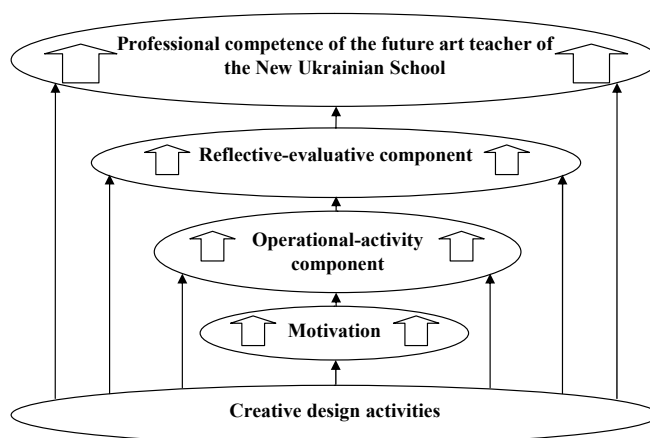 Professional competence of the future art teacher of
the New Ukrainian School
Reflective-evaluative component
Operational-activity
component
Motivation
Creative design activities